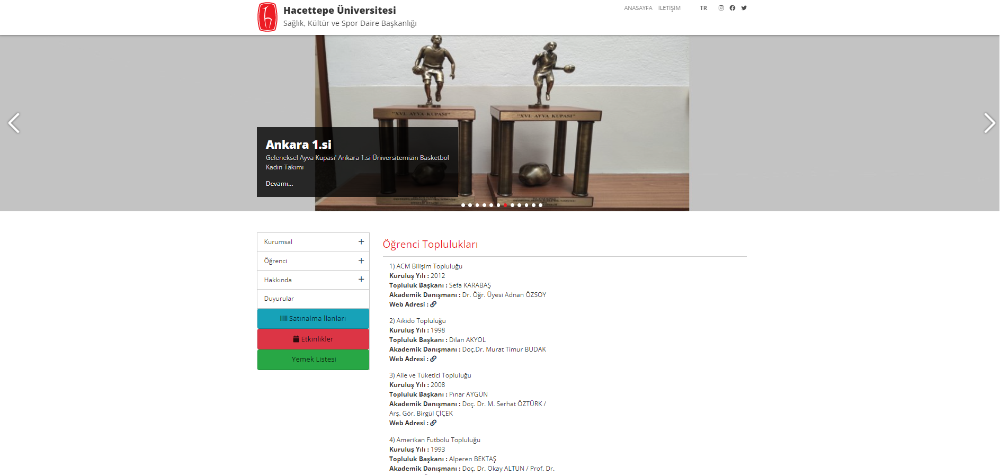 Hacettepe Üniversitesi
Sağlık, Kültür ve Spor Daire Başkanlığı
ANASAYFA İLETİŞİM TR
"XVI. AYVA KUPASI"
"XVI. AYVA KUPASI"
Ankara 1.si
Geleneksel Ayva Kupası' Ankara 1.si Üniversitemizin Basketbol
Kadın Takımı
Devamı...
Kurumsal
Öğrenci
Hakkında
Duyurular
Satınalma İlanları
Etkinlikler
Yemek Listesi
Öğrenci Toplulukları
1) ACM Bilişim Topluluğu
Kuruluş Yılı : 2012
Topluluk Başkanı : Sefa KARABAŞ
Akademik Danışmanı : Dr. Öğr. Üyesi Adnan ÖZSOY
Web Adresi :
2) Aikido Topluluğu
Kuruluş Yılı : 1998
Topluluk Başkanı : Dilan AKYOL
Akademik Danışmanı : Doç.Dr. Murat Timur BUDAK
Web Adresi :
3) Aile ve Tüketici Topluluğu
Kuruluş Yılı : 2008
Topluluk Başkanı : Pınar AYGÜN
Akademik Danışmanı : Doç. Dr. M. Serhat ÖZTÜRK /
Arş. Gör. Birgül ÇİÇEK
Web Adresi :
4) Amerikan Futbolu Topluluğu
Kuruluş Yılı : 1993
Topluluk Başkanı : Alperen BEKTAŞ
Akademik Danışmanı : Doç. Dr. Okay ALTUN / Prof. Dr.